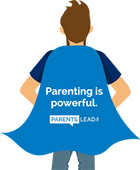 Parenting is
powerful.
PARENTS LEAD